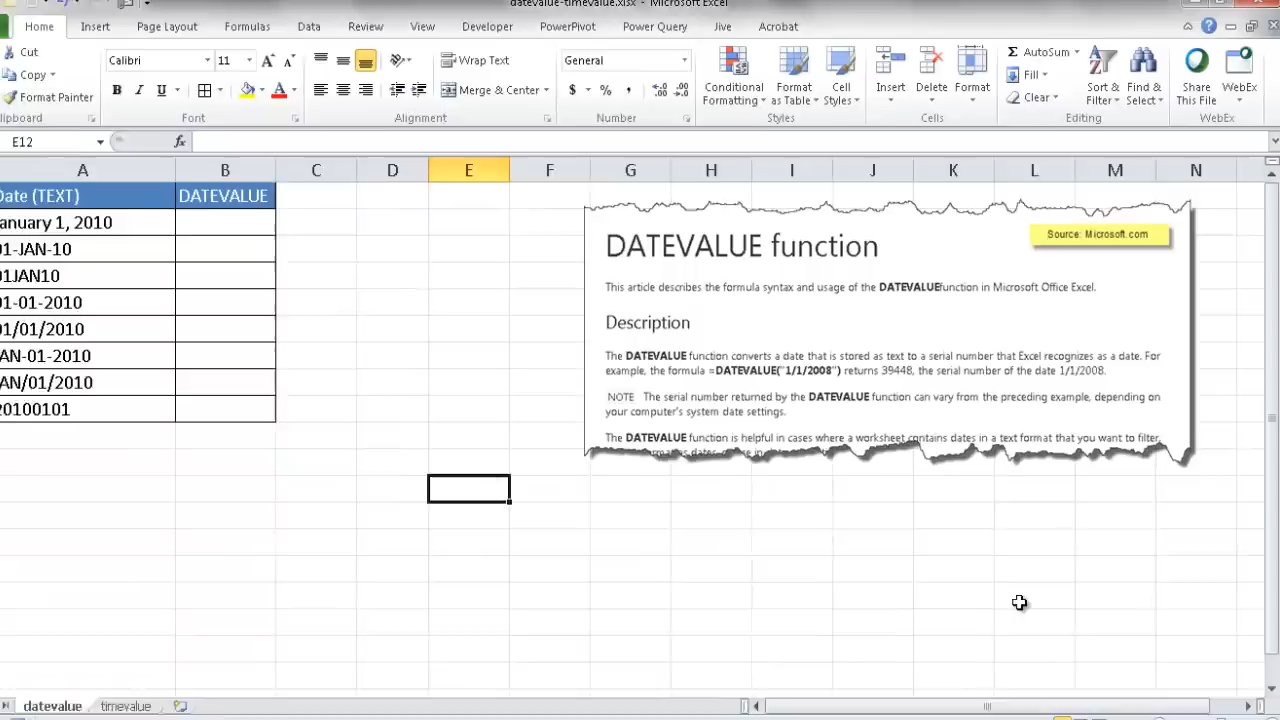 datevalue-timevalue.xlsx - Microsoft Excel
Home Insert Page Layout Formulas Data Review View Developer PowerPivot Power Query Jive Acrobat
Cut
Copy
Format Painter
Calibri 11
B I U
Wrap Text
Merge & Center
General
$ % ,
Conditional Formatting
Format as Table
Cell Styles
Insert
Delete
Format
AutoSum
Fill
Clear
Sort & Filter
Find & Select
Share This File
WebEx
lipboard Font Alignment Number Styles Cells Editing WebEx
E12 fx
A B C D E F G H I J K L M N
Date (TEXT) DATEVALUE
anuary 1, 2010
01-JAN-10
01JAN10
01-01-2010
01/01/2010
AN-01-2010
AN/01/2010
20100101
Source: Microsoft.com
DATEVALUE function
This article describes the formula syntax and usage of the DATEVALUEfunction in Microsoft Office Excel.
Description
The DATEVALUE function converts a date that is stored as text to a serial number that Excel recognizes as a date. For
example, the formula =DATEVALUE("1/1/2008") returns 39448, the serial number of the date 1/1/2008.
NOTE The serial number returned by the DATEVALUE function can vary from the preceding example, depending on
your computer's system date settings.
The DATEVALUE function is helpful in cases where a worksheet contains dates in a text format that you want to filter,
datevalue timevalue